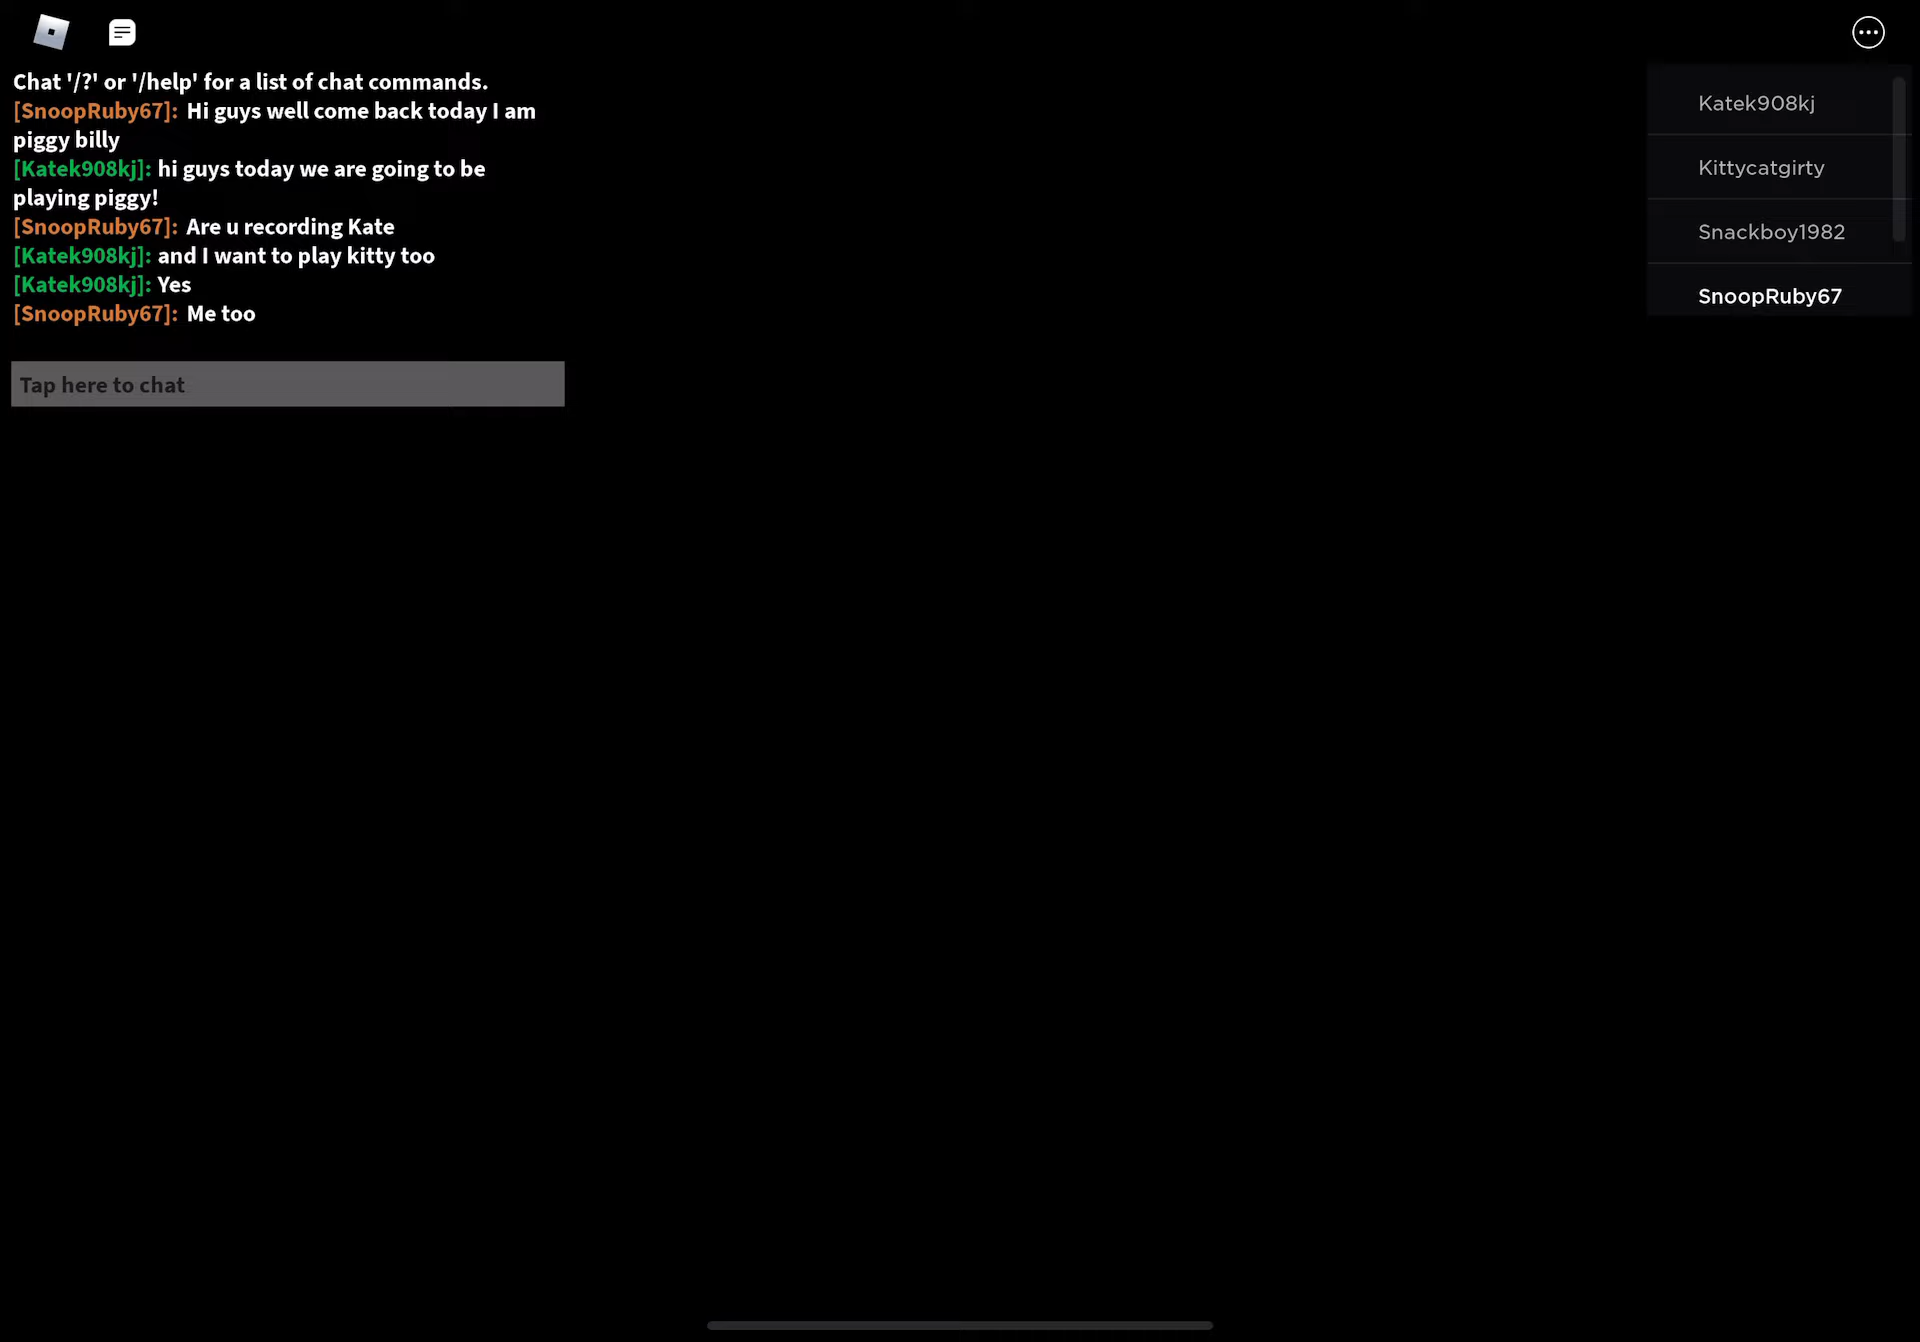 Chat '/?' or '/help' for a list of chat commands.
[SnoopRuby67]: Hi guys well come back today I am
piggy billy
[Katek908kj]: hi guys today we are going to be
playing piggy!
[SnoopRuby67]: Are u recording Kate
[Katek908kj]: and I want to play kitty too
[Katek908kj]: Yes
[SnoopRuby67]: Me too
Tap here to chat
Katek908kj
Kittycatgirty
Snackboy1982
SnoopRuby67